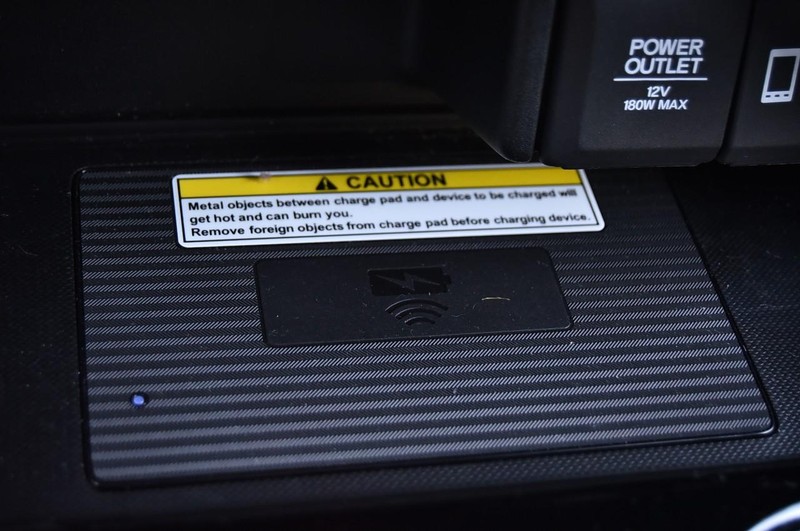 POWER
OUTLET
12V
180W MAX
CAUTION
Metal objects between charge pad and device to be charged will
get hot and can burn you.
Remove foreign objects from charge pad before charging device.